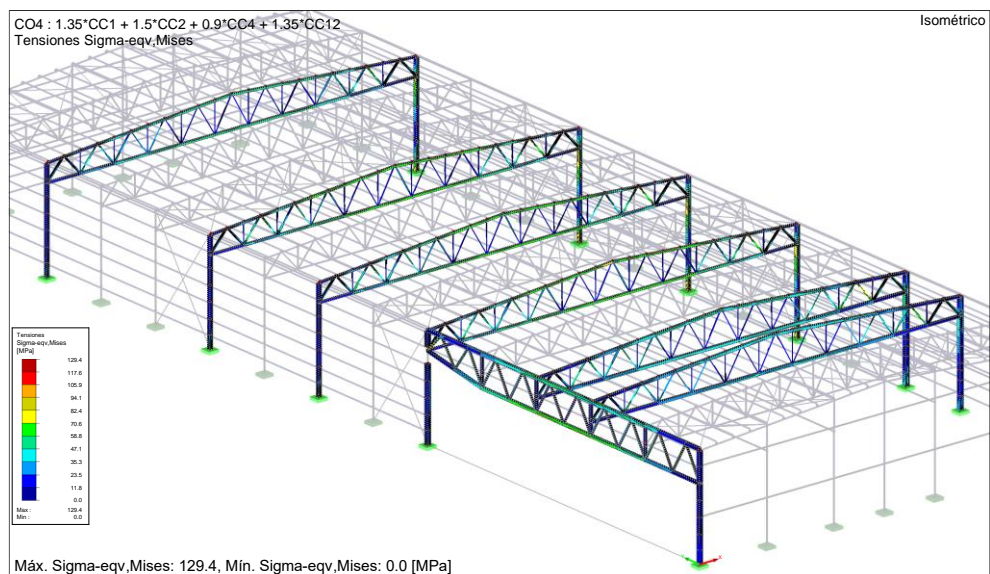 CO4 : 1.35*CC1 + 1.5*CC2 + 0.9*CC4 + 1.35*CC12
Isométrico
Tensiones Sigma-eqv,Mises
Tensiones
Sigma-eqv,Mises
[MPa]
129.4
117.6
105.9
94.1
82.4
70.6
58.8
47.1
35.3
23.5
11.8
0.0
Max : 129.4
Min : 0.0
X
Máx. Sigma-eqv,Mises: 129.4, Mín. Sigma-eqv,Mises: 0.0 [MPa]